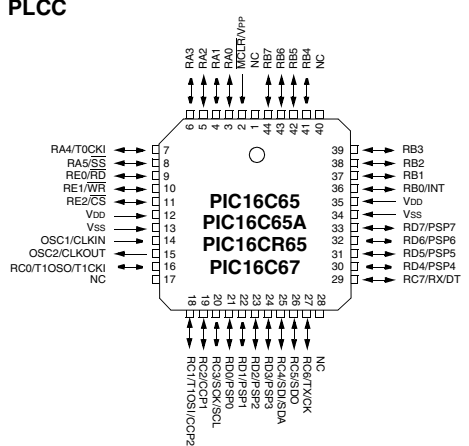 PLCC
RA3
RA2
RA1
RA0
MCLR/VPP
NC
RB7
RB6
RB5
RB4
NC
6
5
4
3
2
1
44
43
42
41
40
RA4/T0CKI
7
RA5/SS
8
RE0/RD
9
RE1/WR
10
RE2/CS
11
VDD
12
VSS
13
OSC1/CLKIN
14
OSC2/CLKOUT
15
RC0/T1OSO/T1CKI
16
NC
17
PIC16C65
PIC16C65A
PIC16CR65
PIC16C67
39
RB3
38
RB2
37
RB1
36
RB0/INT
35
VDD
34
VSS
33
RD7/PSP7
32
RD6/PSP6
31
RD5/PSP5
30
RD4/PSP4
29
RC7/RX/DT
18
19
20
21
22
23
24
25
26
27
28
RC1/T1OSI/CCP2
RC2/CCP1
RC3/SCK/SCL
RD0/PSP0
RD1/PSP1
RD2/PSP2
RD3/PSP3
RC4/SDI/SDA
RC5/SDO
RC6/TX/CK
NC